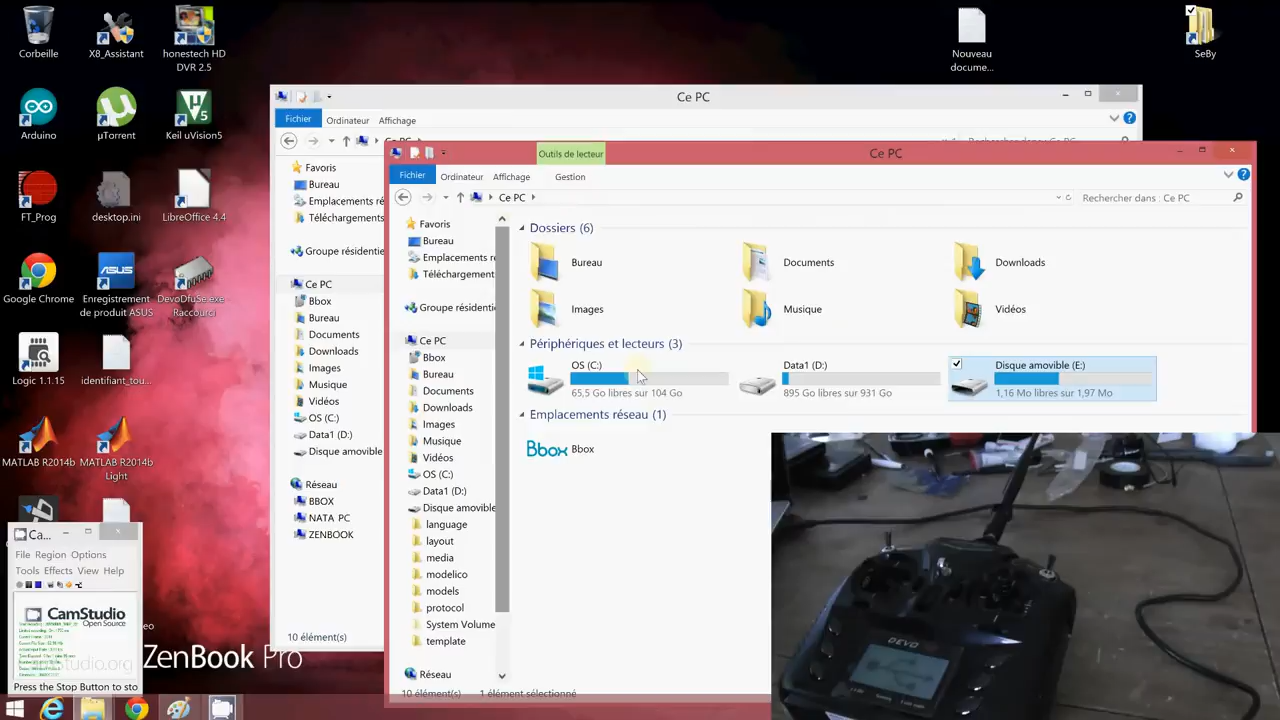 Corbeille
X8_Assistant
honestech HD
DVR 2.5
Nouveau
docume...
SeBy
Arduino
µTorrent
Keil uVision5
FT_Prog
desktop.ini
LibreOffice 4.4
Google Chrome
Enregistrement
de produit ASUS
DevoDfuSe.exe
Raccourci
Logic 1.1.15
identifiant_tou...
MATLAB R2014b
MATLAB R2014b
Light
ZenBook Pro
Ce PC
Fichier
Ordinateur
Affichage
Favoris
Bureau
Emplacements ré
Téléchargements
Groupe résidentie
Ce PC
Bbox
Bureau
Documents
Downloads
Images
Musique
Vidéos
OS (C:)
Data1 (D:)
Disque amovible
Réseau
BBOX
NATA PC
ZENBOOK
10 élément(s)
Outils de lecteur
Ce PC
Fichier
Ordinateur
Affichage
Gestion
Ce PC
Rechercher dans : Ce PC
Favoris
Bureau
Emplacements r
Téléchargement
Groupe résidenti
Ce PC
Bbox
Bureau
Documents
Downloads
Images
Musique
Vidéos
OS (C:)
Data1 (D:)
Disque amovible
language
layout
media
modelico
models
protocol
System Volume
template
Réseau
Dossiers (6)
Bureau
Documents
Downloads
Images
Musique
Vidéos
Périphériques et lecteurs (3)
OS (C:)
65,5 Go libres sur 104 Go
Data1 (D:)
895 Go libres sur 931 Go
Disque amovible (E:)
1,16 Mo libres sur 1,97 Mo
Emplacements réseau (1)
Bbox Bbox
10 élément(s) 1 élément sélectionné
Ca...
File Region Options
Tools Effects View Help
CamStudio
Open Source
Press the Stop Button to sto
DEVO